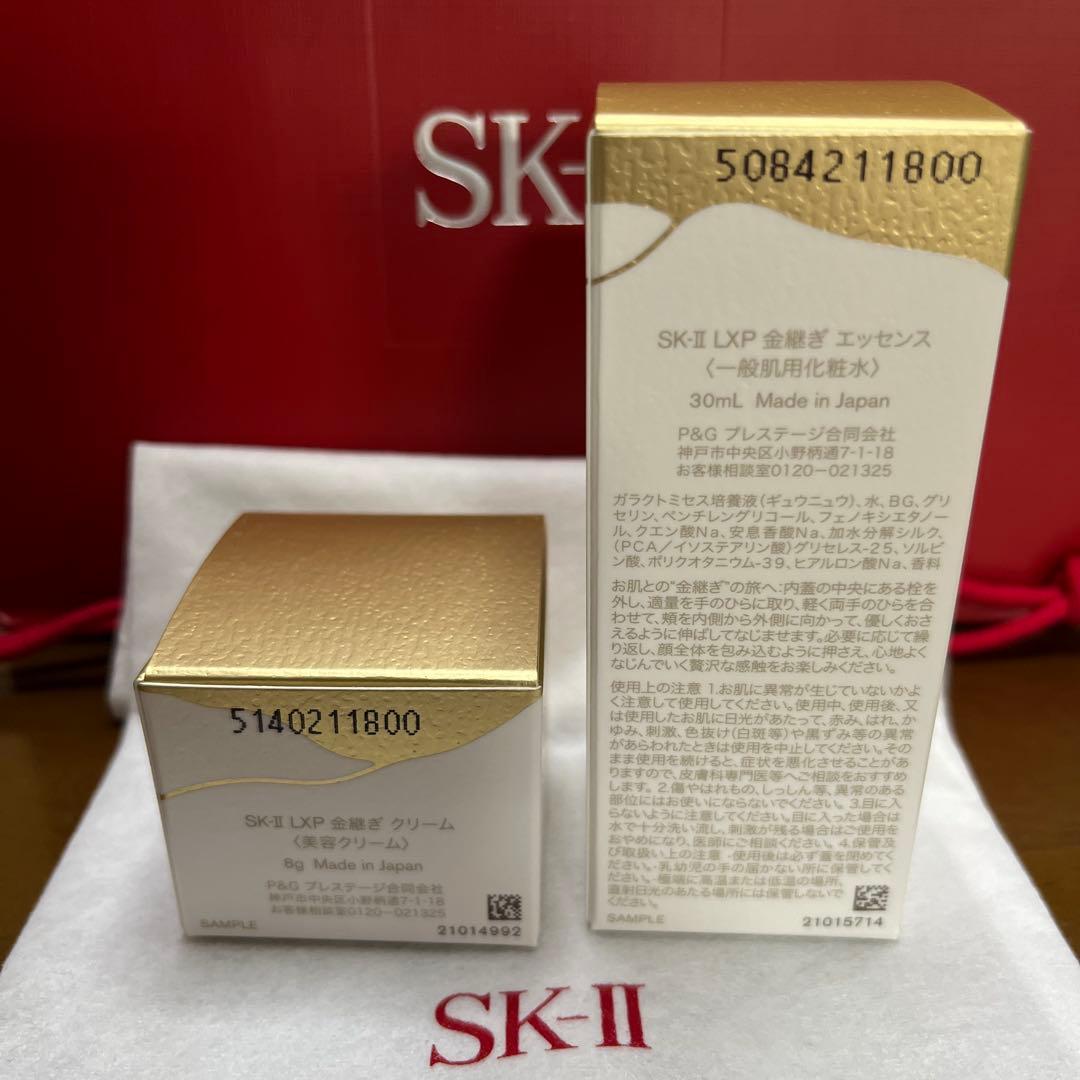 SK-
5084211800
SK-Ⅱ LXP 金継ぎ エッセンス
〈一般肌用化粧水〉
30mL Made in Japan
P&G プレステージ合同会社
神戸市中央区小野柄通7-1-18
お客様相談室0120-021325
ガラクトミセス培養液(ギュウニュウ)、水、BG、グリ
セリン、ペンチレングリコール、フェノキシエタノー
ル、クエン酸Na、安息香酸Na、加水分解シルク、
(PCA/イソステアリン酸)グリセレス-25、ソルビ
ン酸、ポリクオタニウム-39、ヒアルロン酸Na、香料
お肌との“金継ぎ”の旅へ:内蓋の中央にある栓を
外し、適量を手のひらに取り、軽く両手のひらを合
わせて、頬を内側から外側に向かって、優しくおさ
えるように伸ばしてなじませます。必要に応じて繰
り返し、顔全体を包み込むように押さえ、心地よく
なじんでいく贅沢な感触をお楽しみください。
使用上の注意 1.お肌に異常が生じていないかよ
く注意して使用してください。使用中、使用後、又
は使用したお肌に日光があたって、赤み、はれ、か
ゆみ、刺激、色抜け(白斑等)や黒ずみ等の異常
があらわれたときは使用を中止してください。その
まま使用を続けると、症状を悪化させることがあ
りますので、皮膚科専門医等へご相談をおすすめ
します。2.傷やはれもの、しっしん等、異常のある
部位にはお使いにならないでください。3.目に入
らないように注意してください。目に入った場合は
水で十分洗い流し、刺激が残る場合はご使用を
おやめになり、医師にご相談ください。4.保管及
び取扱い上の注意 ・使用後は必ず蓋を閉めてく
ださい。・乳幼児の手の届かない所に保管してく
ださい。・極端に高温または低温の場所、
直射日光のあたる場所には保管しないで
ください。
SAMPLE
21015714
5140211800
SK-Ⅱ LXP 金継ぎ クリーム
〈美容クリーム〉
8g Made in Japan
P&G プレステージ合同会社
神戸市中央区小野柄通7-1-18
お客様相談室0120-021325
SAMPLE
21014992
SK-Ⅱ